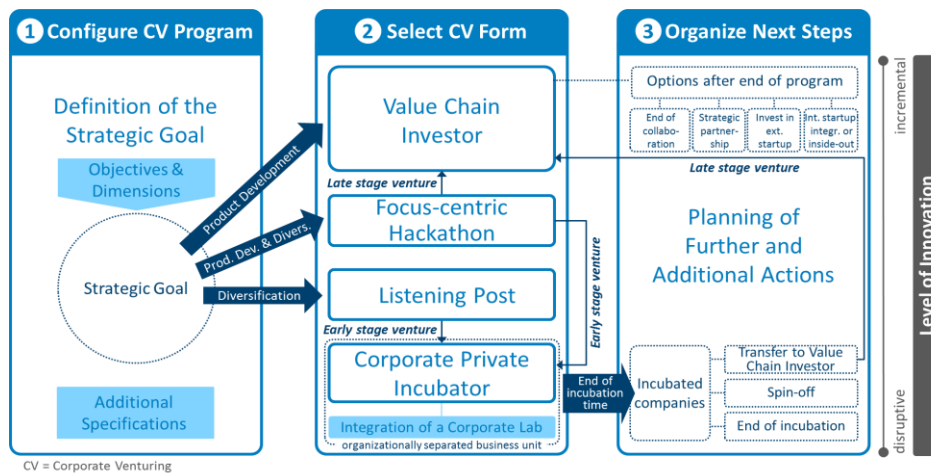 1 Configure CV Program
Definition of the
Strategic Goal
Objectives &
Dimensions
Strategic Goal
Additional
Specifications
Product Development
Prod. Dev. & Divers.
Diversification
2 Select CV Form
Value Chain
Investor
Late stage venture
Focus-centric
Hackathon
Listening Post
Early stage venture
Corporate Private
Incubator
Integration of a Corporate Lab
organizationally separated business unit
Early stage venture
End of
incubation
time
3 Organize Next Steps
Options after end of program
End of
collabo-
ration
Strategic
partner-
ship
Invest in
ext.
startup
Int. startup
integr. or
inside-out
Late stage venture
Planning of
Further and
Additional Actions
Incubated
companies
Transfer to Value
Chain Investor
Spin-off
End of incubation
incremental
Level of Innovation
disruptive
CV = Corporate Venturing